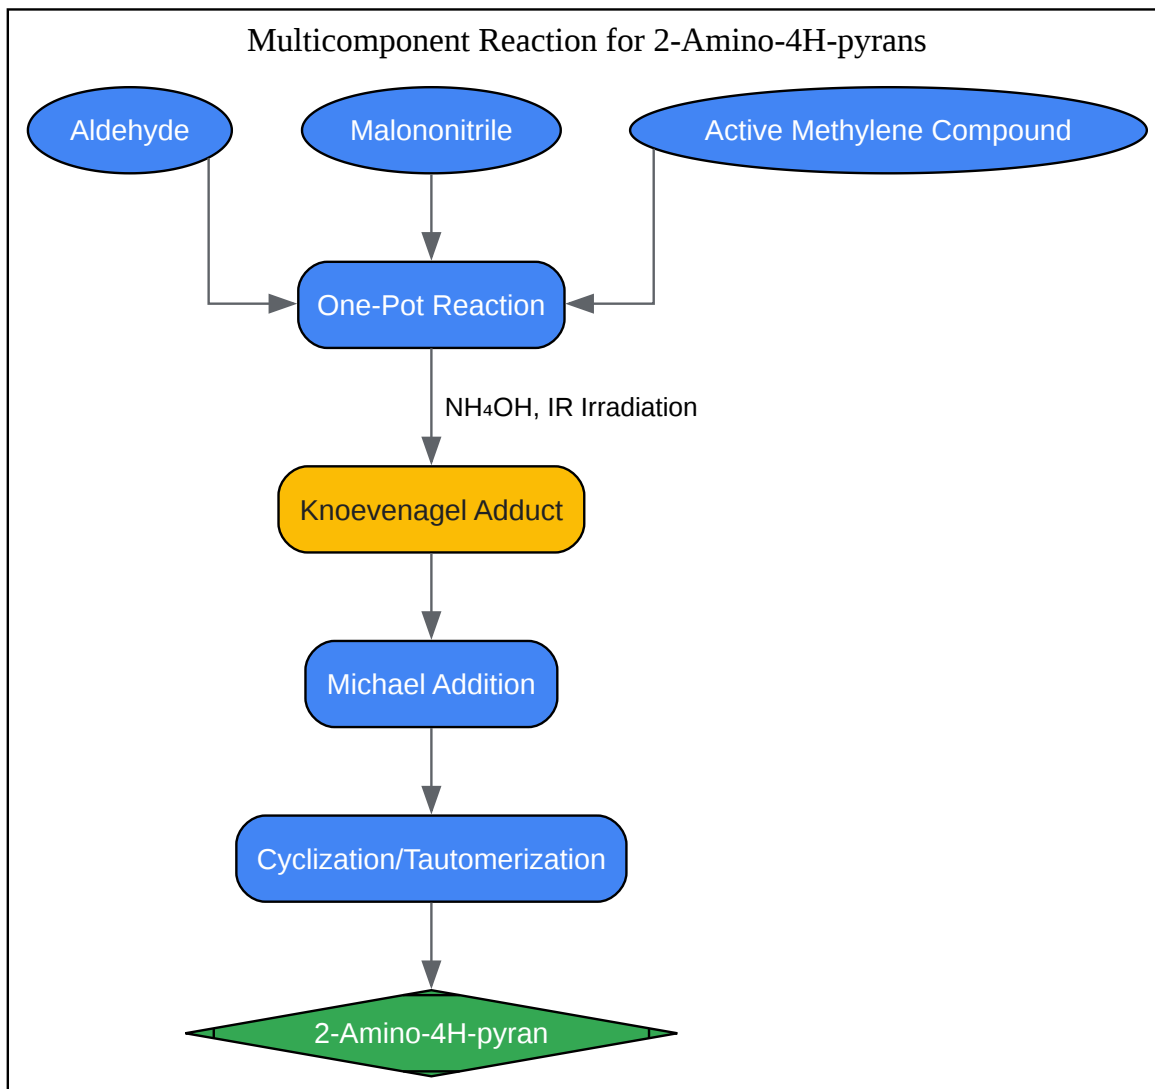 Multicomponent Reaction for 2-Amino-4H-pyrans
Aldehyde
Malononitrile
Active Methylene Compound
One-Pot Reaction
NH₄OH, IR Irradiation
Knoevenagel Adduct
Michael Addition
Cyclization/Tautomerization
2-Amino-4H-pyran